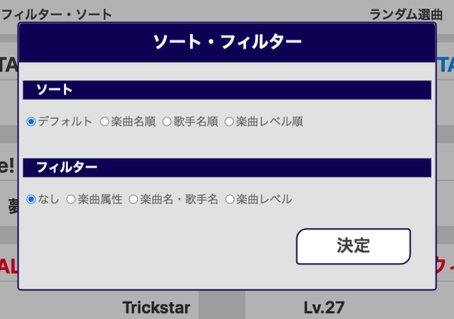 フィルター・ソート ランダム選曲
ソート・フィルター
TA
TA
ソート
デフォルト 楽曲名順 歌手名順 楽曲レベル順
e!
フィルター
なし 楽曲属性 楽曲名・歌手名 楽曲レベル
夢
決定
AL
ウィ
Trickstar Lv.27